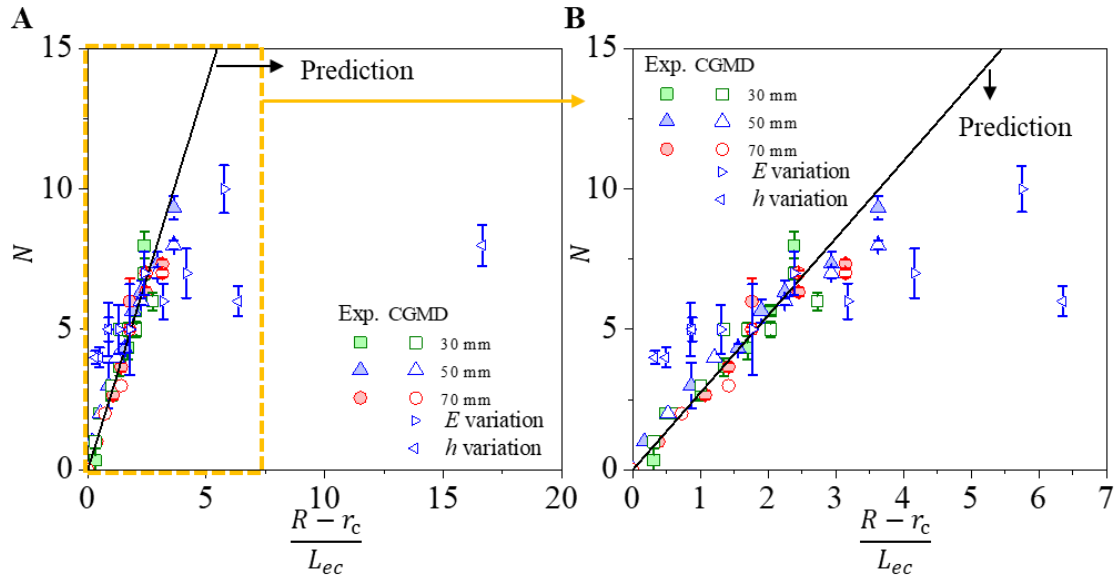 A
15
10
5
0
N
Prediction
Exp. CGMD
30 mm
50 mm
70 mm
E variation
h variation
0 5 10 15 20
R − r_c
L_ec
B
15
10
5
0
N
Exp. CGMD
30 mm
50 mm
70 mm
E variation
h variation
Prediction
0 1 2 3 4 5 6 7
R − r_c
L_ec